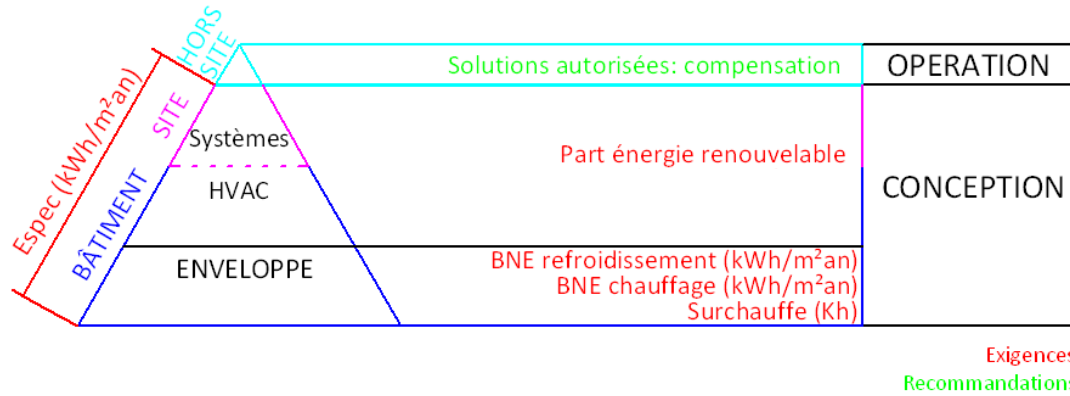 HORS
SITE
Solutions autorisées: compensation
OPERATION
Espec (kWh/m²an)
SITE
Systèmes
Part énergie renouvelable
HVAC
CONCEPTION
BÂTIMENT
ENVELOPPE
BNE refroidissement (kWh/m²an)
BNE chauffage (kWh/m²an)
Surchauffe (Kh)
Exigences
Recommandations